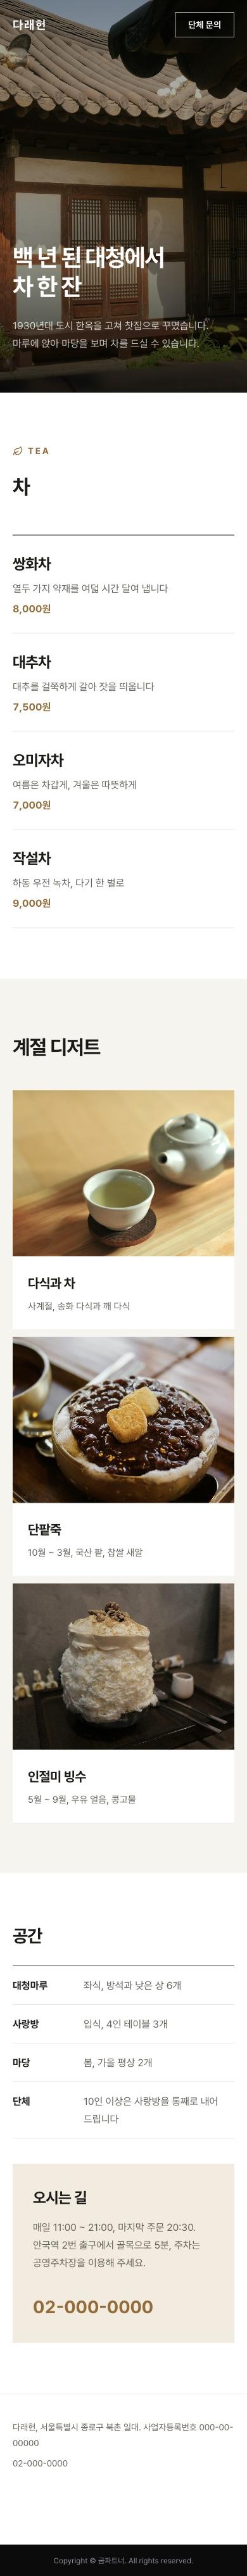 다래헌
단체 문의
백 년 된 대청에서
차 한 잔
1930년대 도시 한옥을 고쳐 찻집으로 꾸몄습니다.
마루에 앉아 마당을 보며 차를 드실 수 있습니다.
TEA
차
쌍화차
열두 가지 약재를 여덟 시간 달여 냅니다
8,000원
대추차
대추를 걸쭉하게 갈아 잣을 띄웁니다
7,500원
오미자차
여름은 차갑게, 겨울은 따뜻하게
7,000원
작설차
하동 우전 녹차, 다기 한 벌로
9,000원
계절 디저트
다식과 차
사계절, 송화 다식과 깨 다식
단팥죽
10월 ~ 3월, 국산 팥, 찹쌀 새알
인절미 빙수
5월 ~ 9월, 우유 얼음, 콩고물
공간
대청마루 좌식, 방석과 낮은 상 6개
사랑방 입식, 4인 테이블 3개
마당 봄, 가을 평상 2개
단체 10인 이상은 사랑방을 통째로 내어
드립니다
오시는 길
매일 11:00 ~ 21:00, 마지막 주문 20:30.
안국역 2번 출구에서 골목으로 5분, 주차는
공영주차장을 이용해 주세요.
02-000-0000
다래헌, 서울특별시 종로구 북촌 일대. 사업자등록번호 000-00-
00000
02-000-0000
Copyright © 곰파트너. All rights reserved.